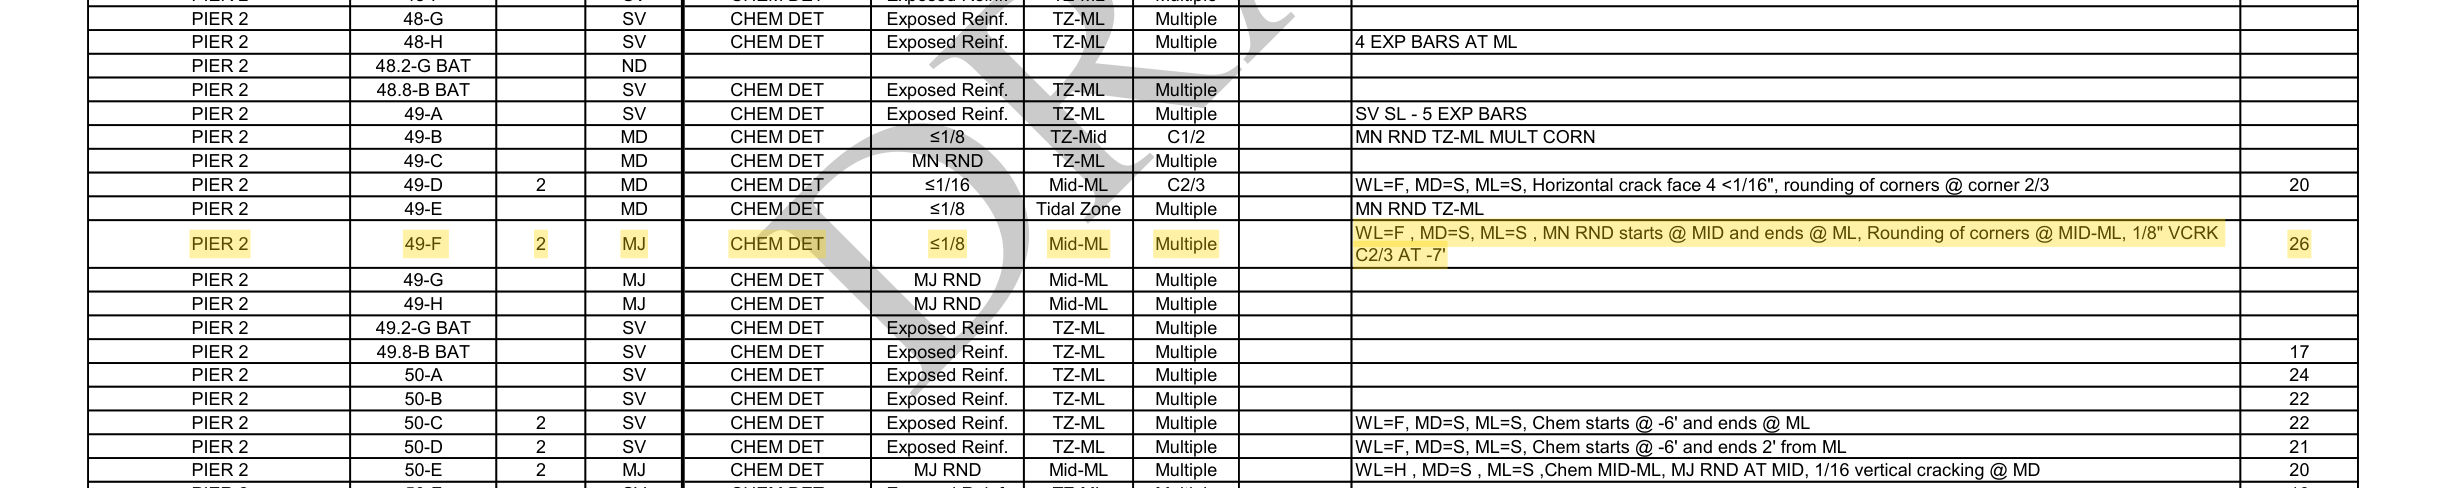 PIER 2 48-G SV CHEM DET Exposed Reinf. TZ-ML Multiple
PIER 2 48-H SV CHEM DET Exposed Reinf. TZ-ML Multiple 4 EXP BARS AT ML
PIER 2 48.2-G BAT ND
PIER 2 48.8-B BAT SV CHEM DET Exposed Reinf. TZ-ML Multiple
PIER 2 49-A SV CHEM DET Exposed Reinf. TZ-ML Multiple SV SL - 5 EXP BARS
PIER 2 49-B MD CHEM DET ≤1/8 TZ-Mid C1/2 MN RND TZ-ML MULT CORN
PIER 2 49-C MD CHEM DET MN RND TZ-ML Multiple
PIER 2 49-D 2 MD CHEM DET ≤1/16 Mid-ML C2/3 WL=F, MD=S, ML=S, Horizontal crack face 4 <1/16", rounding of corners @ corner 2/3 20
PIER 2 49-E MD CHEM DET ≤1/8 Tidal Zone Multiple MN RND TZ-ML
PIER 2 49-F 2 MJ CHEM DET ≤1/8 Mid-ML Multiple WL=F , MD=S, ML=S , MN RND starts @ MID and ends @ ML, Rounding of corners @ MID-ML, 1/8" VCRK 26
C2/3 AT -7'
PIER 2 49-G MJ CHEM DET MJ RND Mid-ML Multiple
PIER 2 49-H MJ CHEM DET MJ RND Mid-ML Multiple
PIER 2 49.2-G BAT SV CHEM DET Exposed Reinf. TZ-ML Multiple
PIER 2 49.8-B BAT SV CHEM DET Exposed Reinf. TZ-ML Multiple 17
PIER 2 50-A SV CHEM DET Exposed Reinf. TZ-ML Multiple 24
PIER 2 50-B SV CHEM DET Exposed Reinf. TZ-ML Multiple 22
PIER 2 50-C 2 SV CHEM DET Exposed Reinf. TZ-ML Multiple WL=F, MD=S, ML=S, Chem starts @ -6' and ends @ ML 22
PIER 2 50-D 2 SV CHEM DET Exposed Reinf. TZ-ML Multiple WL=F, MD=S, ML=S, Chem starts @ -6' and ends 2' from ML 21
PIER 2 50-E 2 MJ CHEM DET MJ RND Mid-ML Multiple WL=H , MD=S , ML=S ,Chem MID-ML, MJ RND AT MID, 1/16 vertical cracking @ MD 20